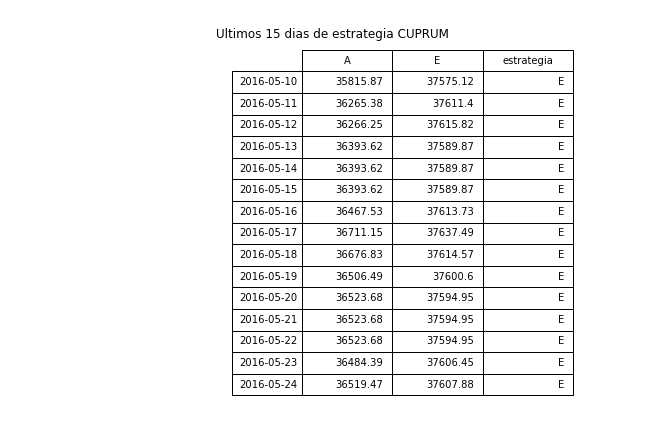 Ultimos 15 dias de estrategia CUPRUM
A E estrategia
2016-05-10 35815.87 37575.12 E
2016-05-11 36265.38 37611.4 E
2016-05-12 36266.25 37615.82 E
2016-05-13 36393.62 37589.87 E
2016-05-14 36393.62 37589.87 E
2016-05-15 36393.62 37589.87 E
2016-05-16 36467.53 37613.73 E
2016-05-17 36711.15 37637.49 E
2016-05-18 36676.83 37614.57 E
2016-05-19 36506.49 37600.6 E
2016-05-20 36523.68 37594.95 E
2016-05-21 36523.68 37594.95 E
2016-05-22 36523.68 37594.95 E
2016-05-23 36484.39 37606.45 E
2016-05-24 36519.47 37607.88 E